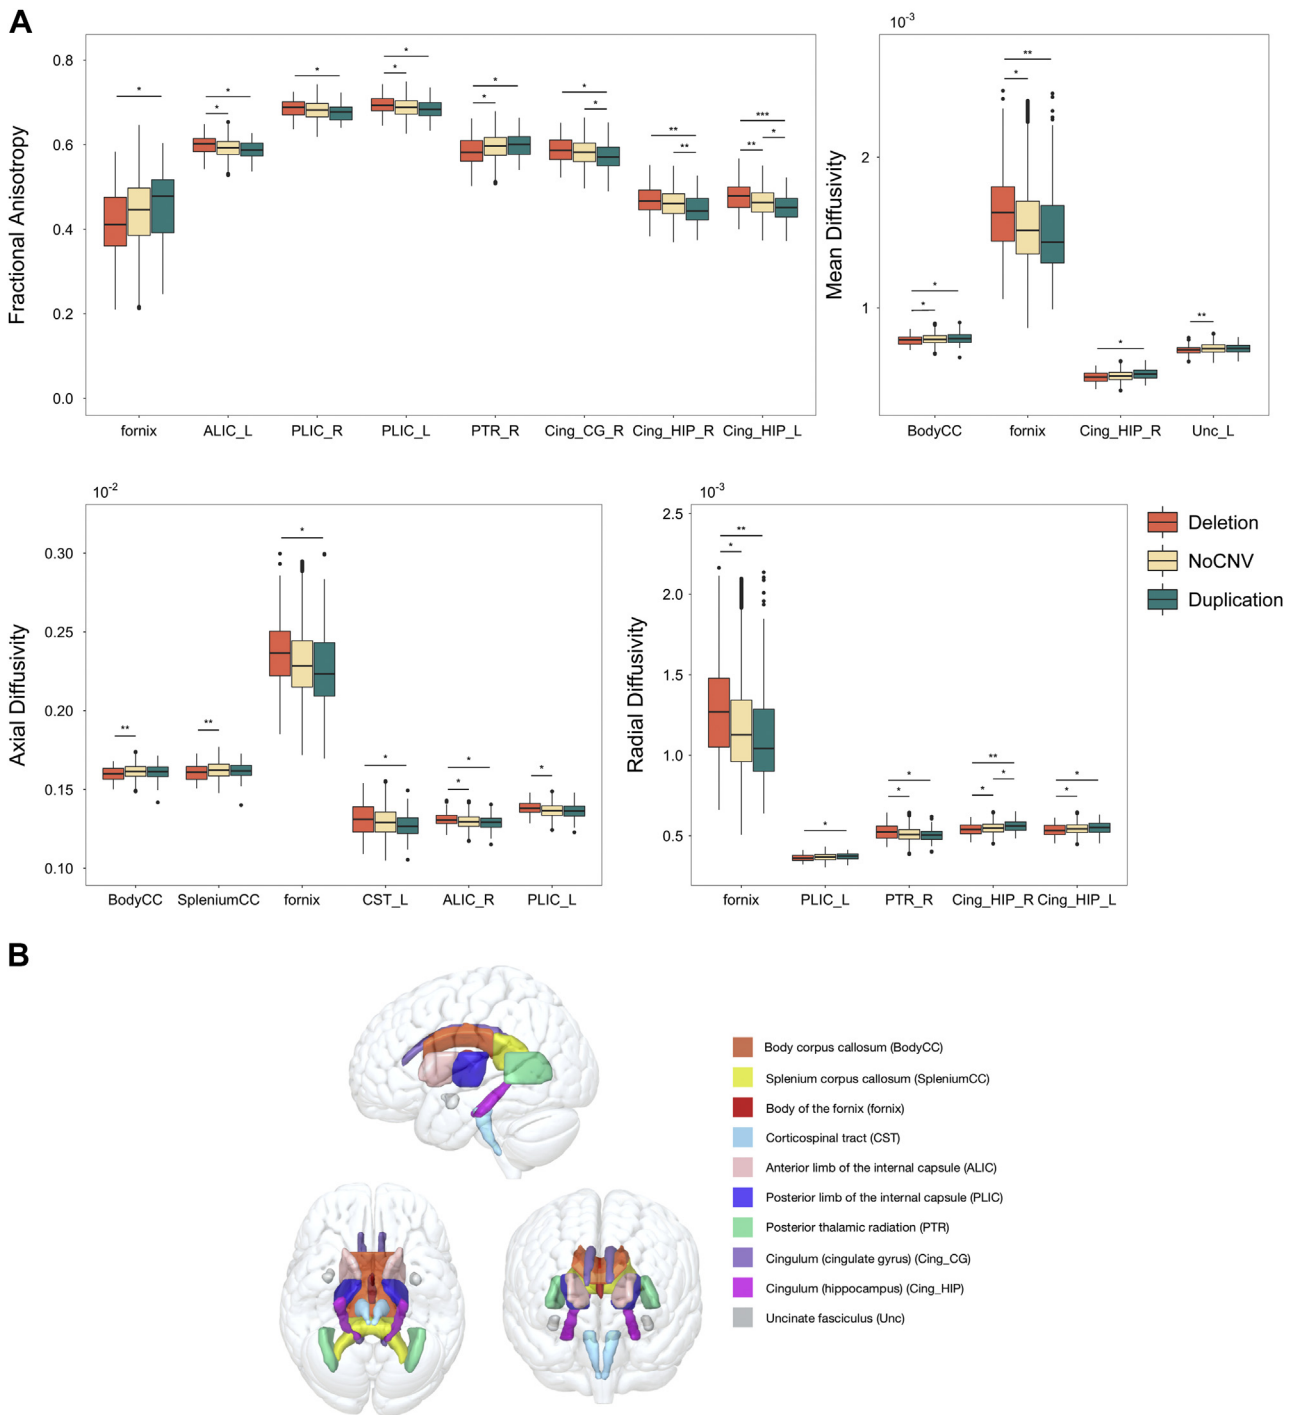 A
10-3
0.8
0.6
0.4
0.2
0.0
Fractional Anisotropy
* * * * * * * * * * * ** ** *** ** *
fornix ALIC_L PLIC_R PLIC_L PTR_R Cing_CG_R Cing_HIP_R Cing_HIP_L
2
1
Mean Diffusivity
* * ** * * **
BodyCC fornix Cing_HIP_R Unc_L
10-2
0.30
0.25
0.20
0.15
0.10
Axial Diffusivity
** ** * * * * *
BodyCC SpleniumCC fornix CST_L ALIC_R PLIC_L
10-3
2.5
2.0
1.5
1.0
0.5
Radial Diffusivity
** * * * * ** * * * *
fornix PLIC_L PTR_R Cing_HIP_R Cing_HIP_L
Deletion
NoCNV
Duplication
B
Body corpus callosum (BodyCC)
Splenium corpus callosum (SpleniumCC)
Body of the fornix (fornix)
Corticospinal tract (CST)
Anterior limb of the internal capsule (ALIC)
Posterior limb of the internal capsule (PLIC)
Posterior thalamic radiation (PTR)
Cingulum (cingulate gyrus) (Cing_CG)
Cingulum (hippocampus) (Cing_HIP)
Uncinate fasciculus (Unc)